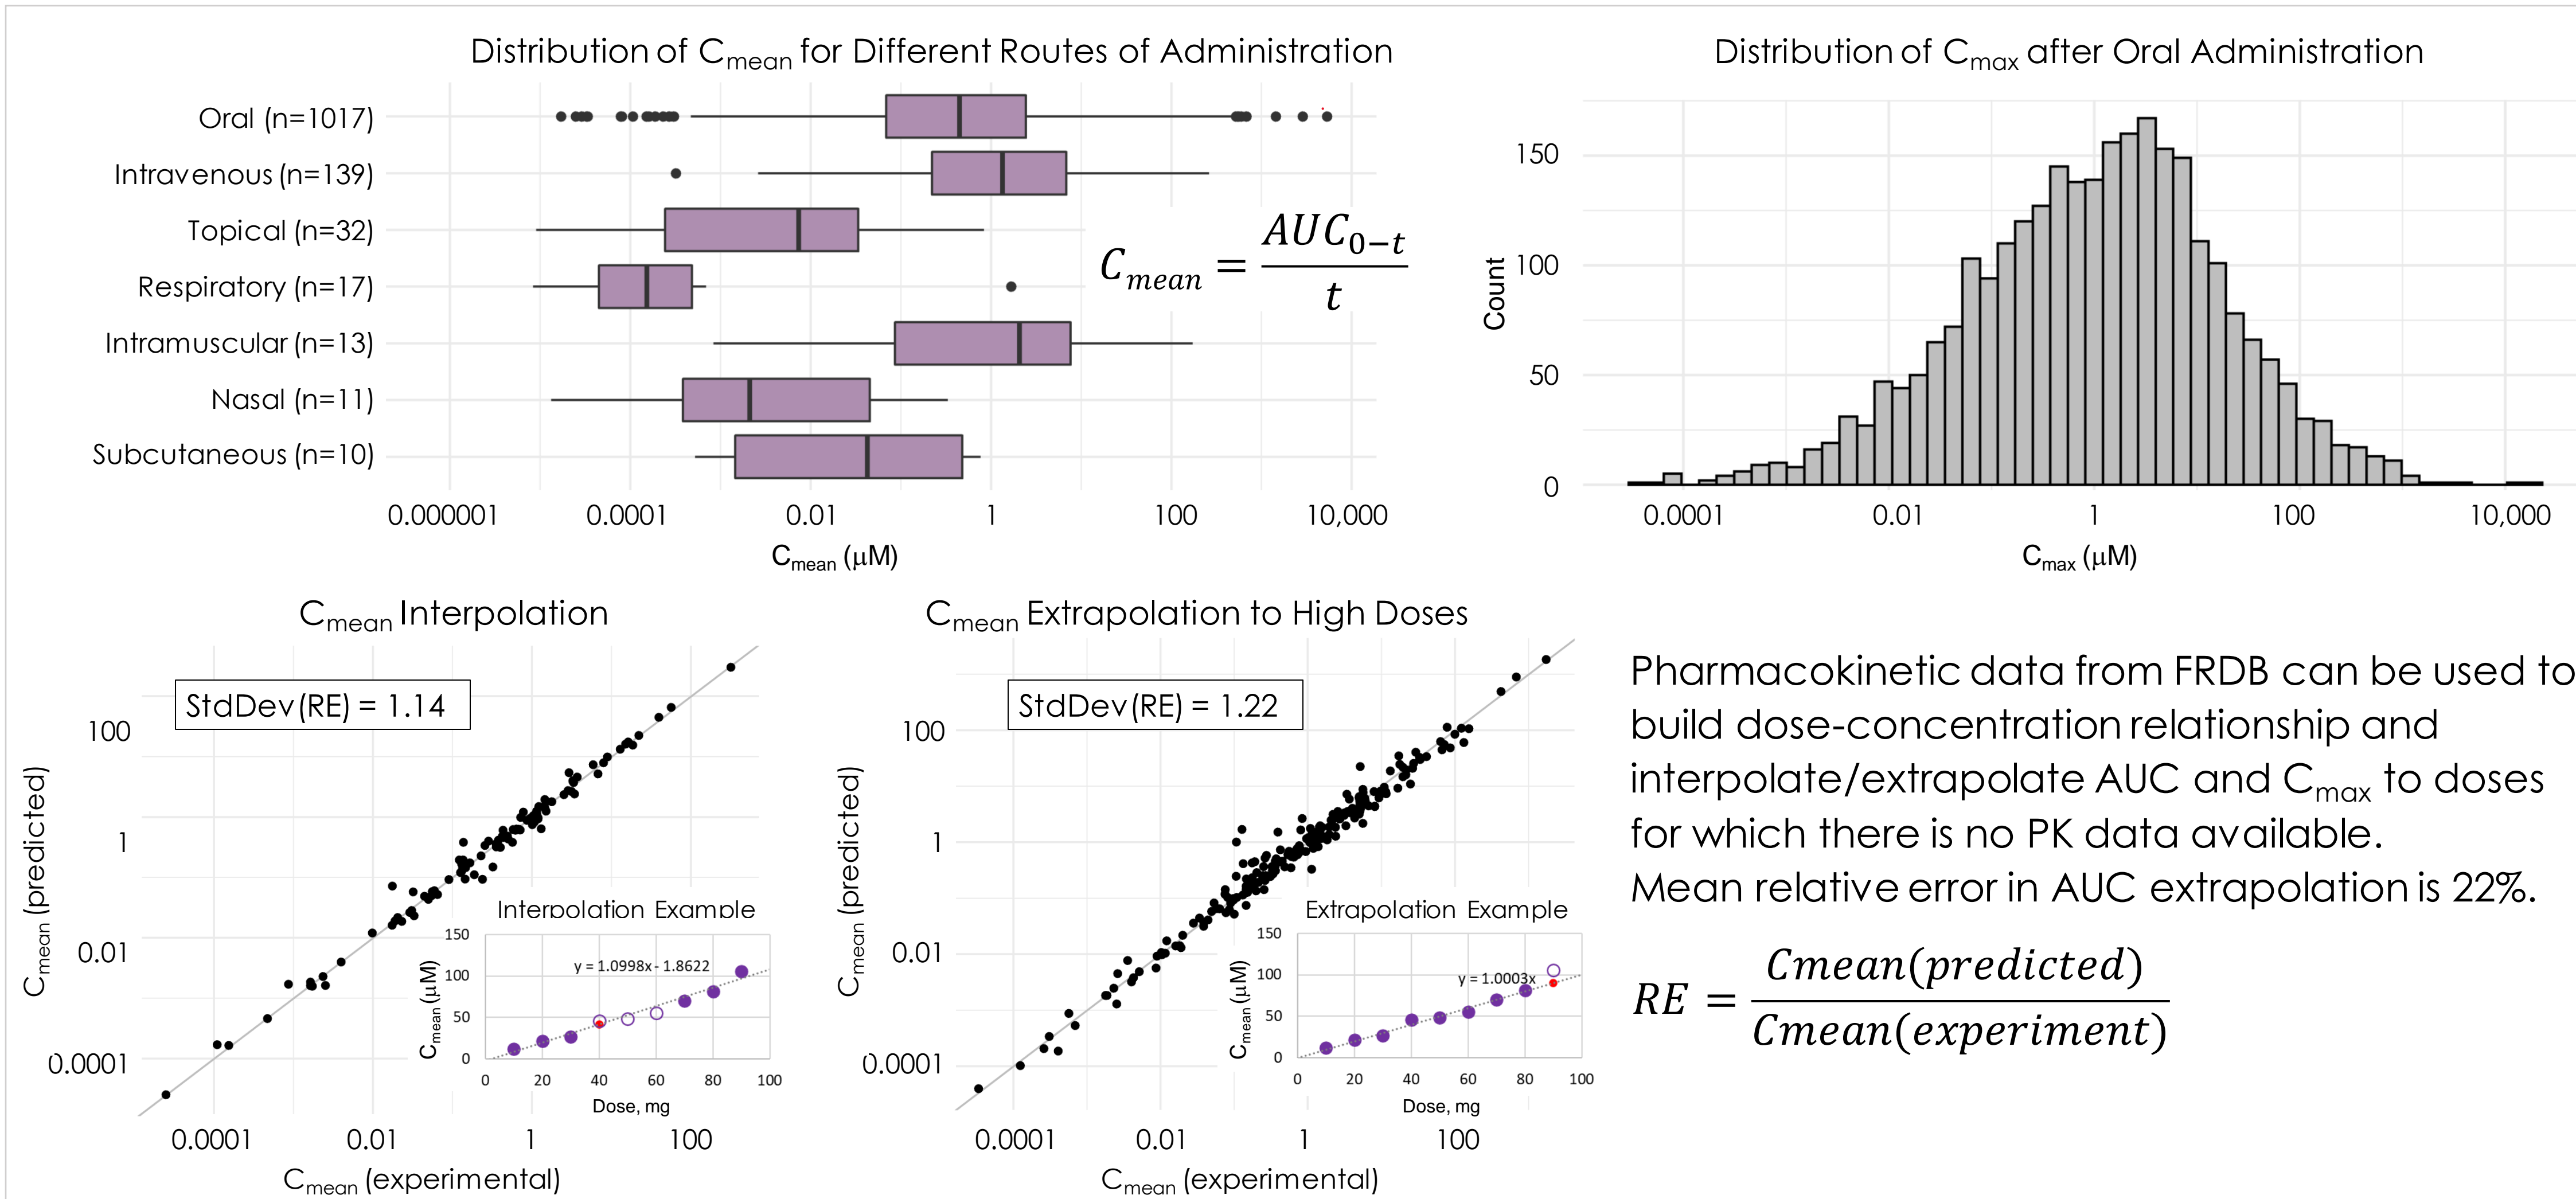 Distribution of Cmean for Different Routes of Administration
Oral (n=1017)
Intravenous (n=139)
Topical (n=32)
Respiratory (n=17)
Intramuscular (n=13)
Nasal (n=11)
Subcutaneous (n=10)
0.000001 0.0001 0.01 1 100 10,000
Cmean (μM)
Cmean = AUC0−t / t
Distribution of Cmax after Oral Administration
Count
150
100
50
0
0.0001 0.01 1 100 10,000
Cmax (μM)
Cmean Interpolation
StdDev(RE) = 1.14
Cmean (predicted)
100
1
0.01
0.0001
0.0001 0.01 1 100
Cmean (experimental)
Interpolation Example
Cmean (μM)
150
100
50
0
y = 1.0998x - 1.8622
0 20 40 60 80 100
Dose, mg
Cmean Extrapolation to High Doses
StdDev(RE) = 1.22
Cmean (predicted)
100
1
0.01
0.0001
0.0001 0.01 1 100
Cmean (experimental)
Extrapolation Example
Cmean (μM)
150
100
50
0
y = 1.0003x
0 20 40 60 80 100
Dose, mg
Pharmacokinetic data from FRDB can be used to
build dose-concentration relationship and
interpolate/extrapolate AUC and Cmax to doses
for which there is no PK data available.
Mean relative error in AUC extrapolation is 22%.
RE = Cmean(predicted) / Cmean(experiment)